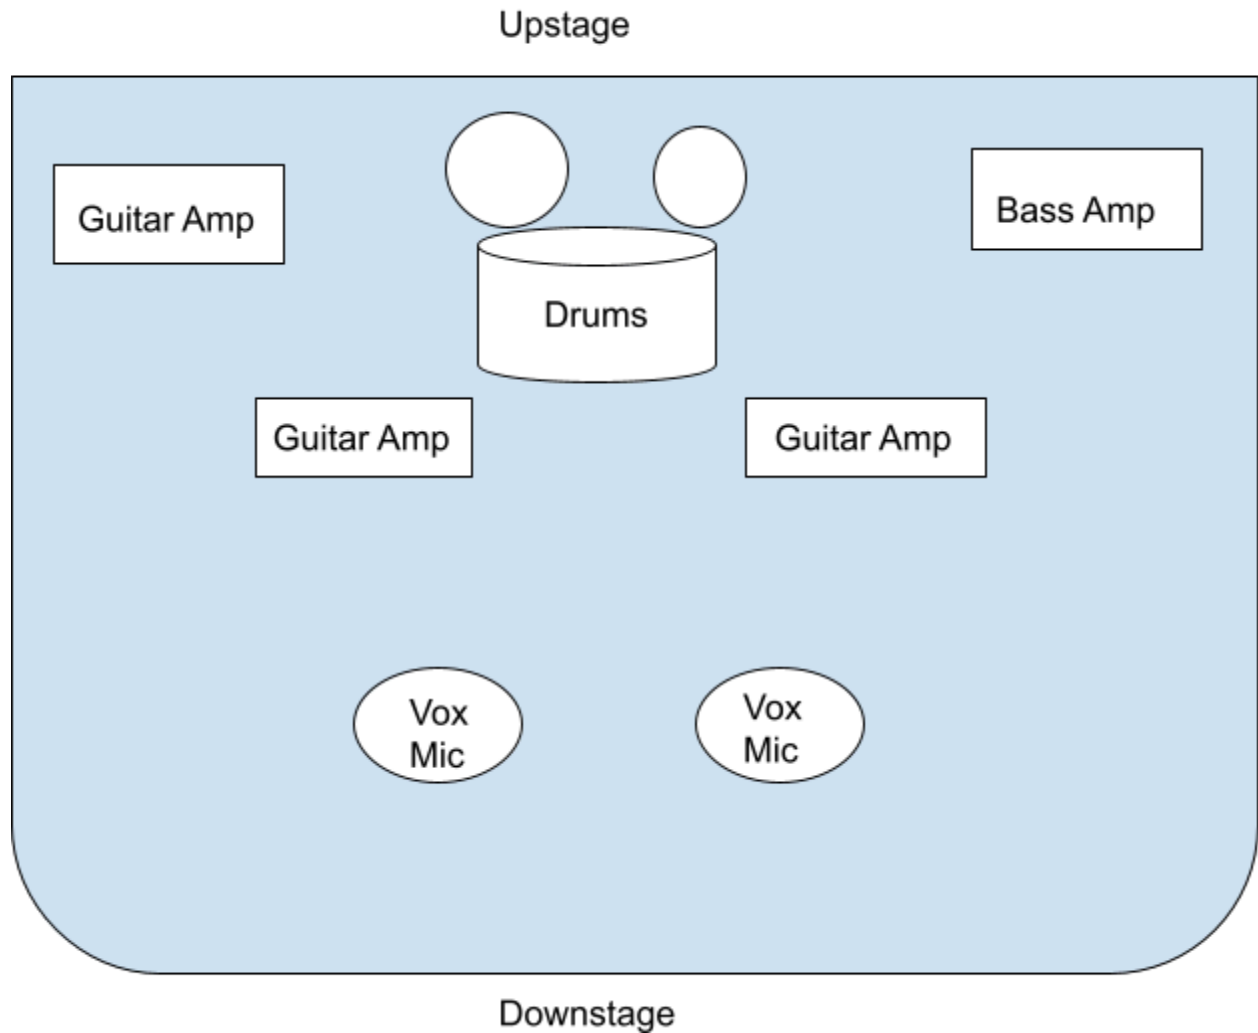 Upstage
Guitar Amp
Bass Amp
Drums
Guitar Amp
Guitar Amp
Vox
Mic
Vox
Mic
Downstage